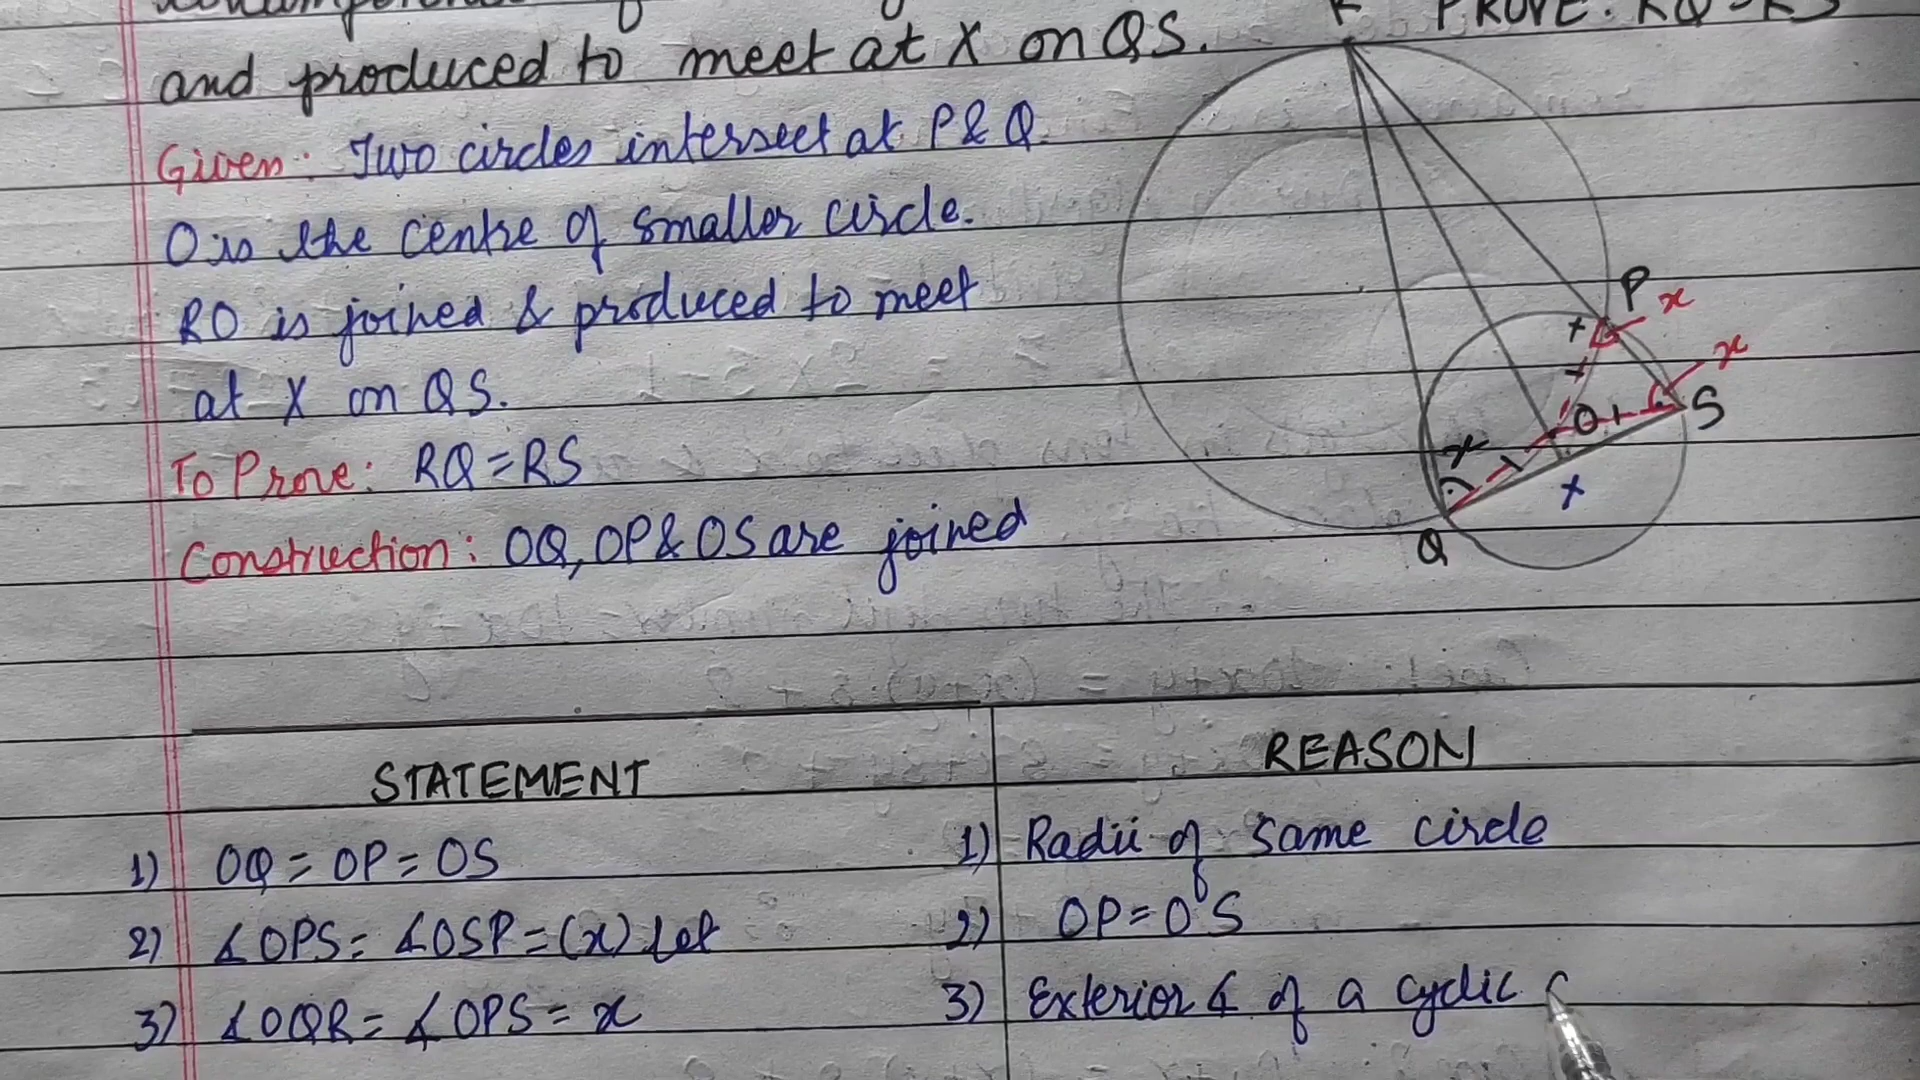 and produced to meet at X on QS.
PROVE: RQ=RS
Given: Two circles intersect at P & Q.
O is the centre of smaller circle.
RO is joined & produced to meet
at X on QS.
To Prove: RQ=RS
Construction: OQ, OP & OS are joined
P x
+
x
O S
x
X
Q
STATEMENT REASON
1) OQ = OP = OS 1) Radii of same circle
2) ∡OPS = ∡OSP = (x) Let 2) OP = OS
3) ∡OQR = ∡OPS = x 3) Exterior ∡ of a cyclic